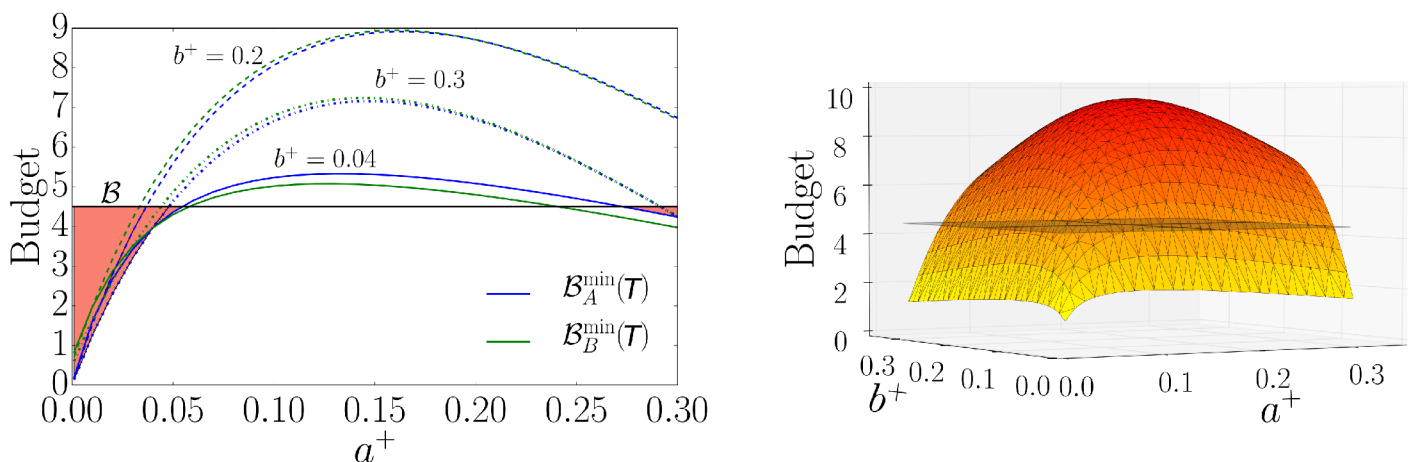 9
8
7
6
5
4
3
2
1
0
Budget
b⁺ = 0.2
b⁺ = 0.3
b⁺ = 0.04
ℬ
ℬ_A^min(T)
ℬ_B^min(T)
0.00 0.05 0.10 0.15 0.20 0.25 0.30
a⁺
10
8
6
4
2
0
Budget
0.3 0.2 0.1 0.0
b⁺
0.0 0.1 0.2 0.3
a⁺